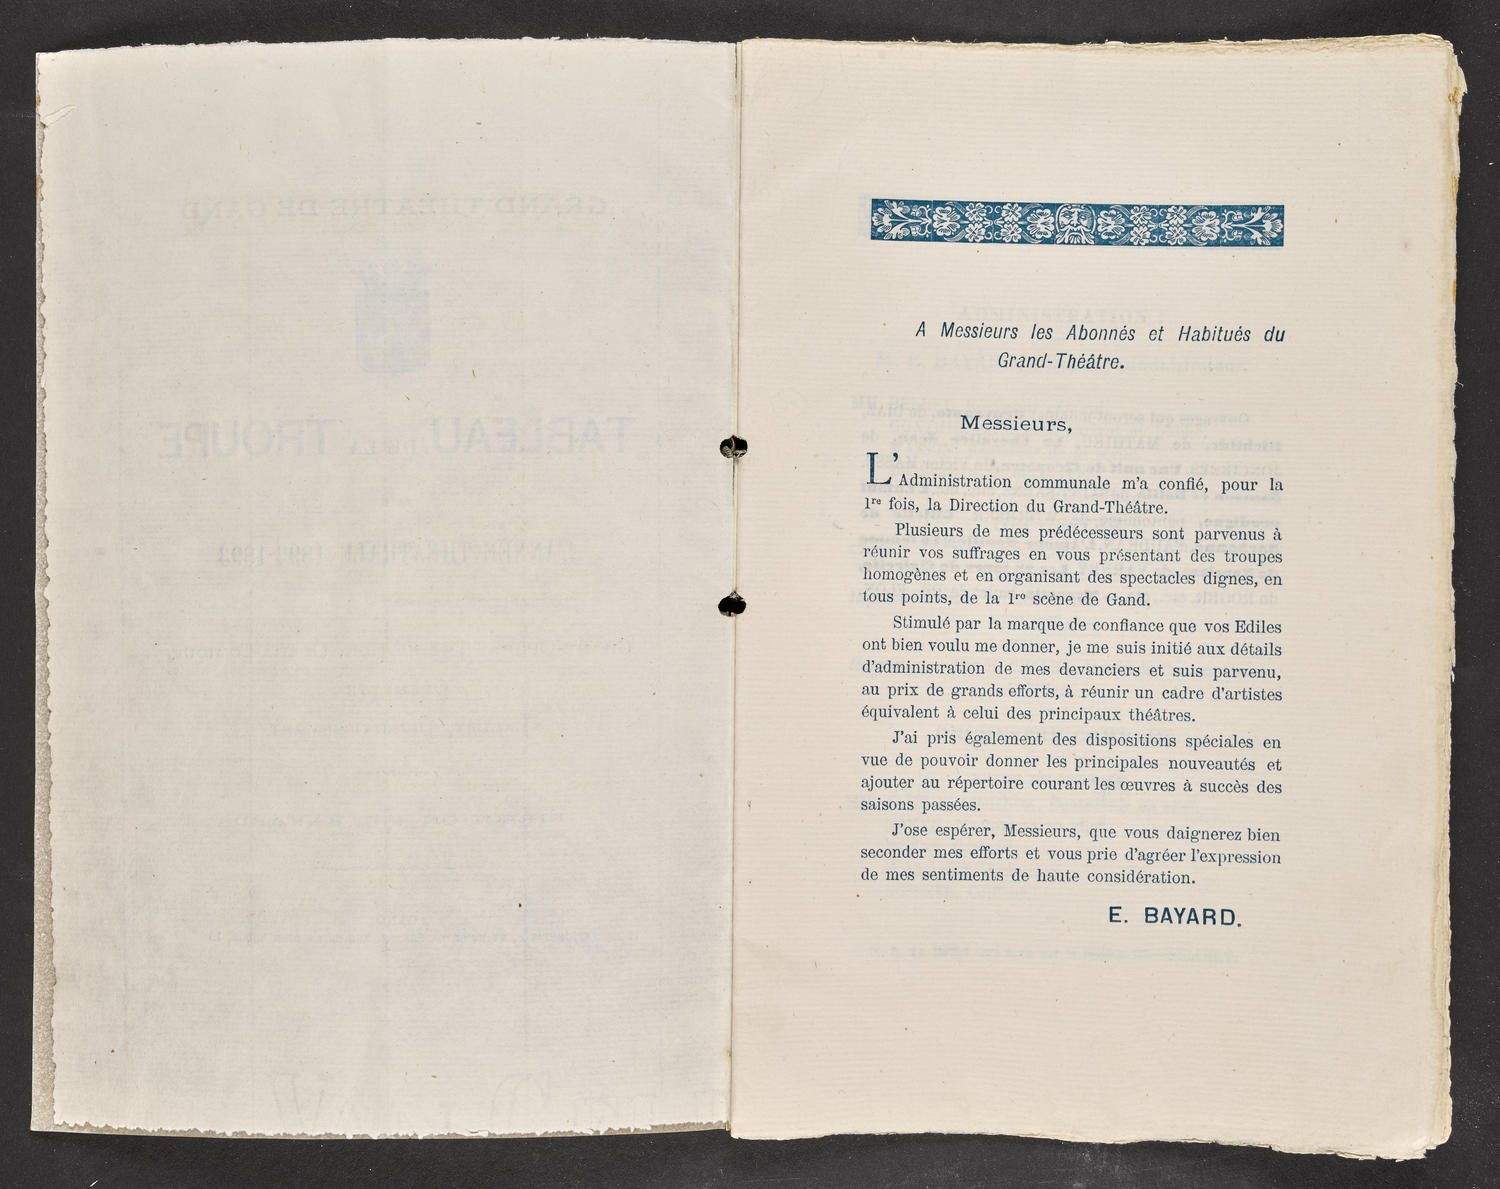 A Messieurs les Abonnés et Habitués du
Grand-Théâtre.
Messieurs,
L'Administration communale m'a confié, pour la
1re fois, la Direction du Grand-Théâtre.
Plusieurs de mes prédécesseurs sont parvenus à
réunir vos suffrages en vous présentant des troupes
homogènes et en organisant des spectacles dignes, en
tous points, de la 1re scène de Gand.
Stimulé par la marque de confiance que vos Ediles
ont bien voulu me donner, je me suis initié aux détails
d'administration de mes devanciers et suis parvenu,
au prix de grands efforts, à réunir un cadre d'artistes
équivalent à celui des principaux théâtres.
J'ai pris également des dispositions spéciales en
vue de pouvoir donner les principales nouveautés et
ajouter au répertoire courant les œuvres à succès des
saisons passées.
J'ose espérer, Messieurs, que vous daignerez bien
seconder mes efforts et vous prie d'agréer l'expression
de mes sentiments de haute considération.
E. BAYARD.